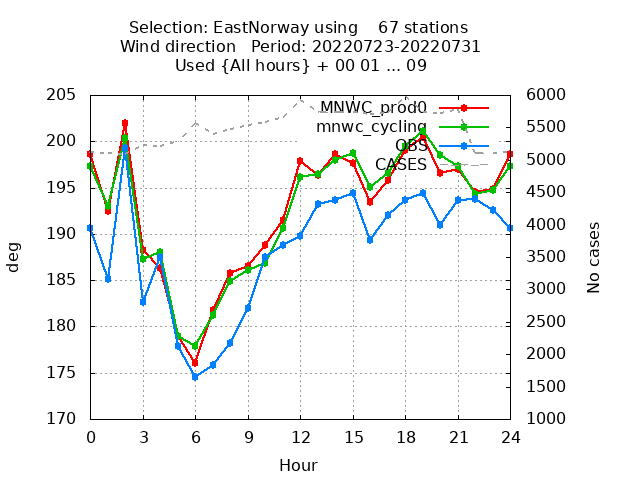 Selection: EastNorway using    67 stations
Wind direction   Period: 20220723-20220731
Used {All hours} + 00 01 ... 09
205
200
195
190
185
180
175
170
6000
5500
5000
4500
4000
3500
3000
2500
2000
1500
1000
MNWC_prod0
mnwc_cycling
OBS
CASES
deg
No cases
0 3 6 9 12 15 18 21 24
Hour